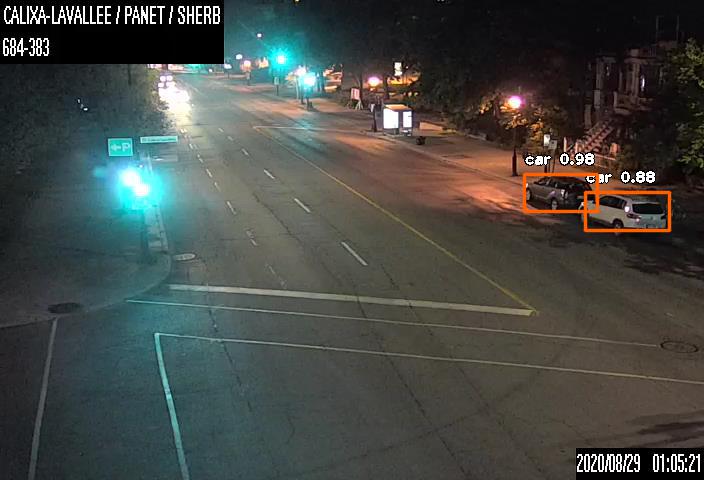 CALIXA-LAVALLEE / PANET / SHERB
684-383
car 0.98
car 0.88
←P
2020/08/29 01:05:21